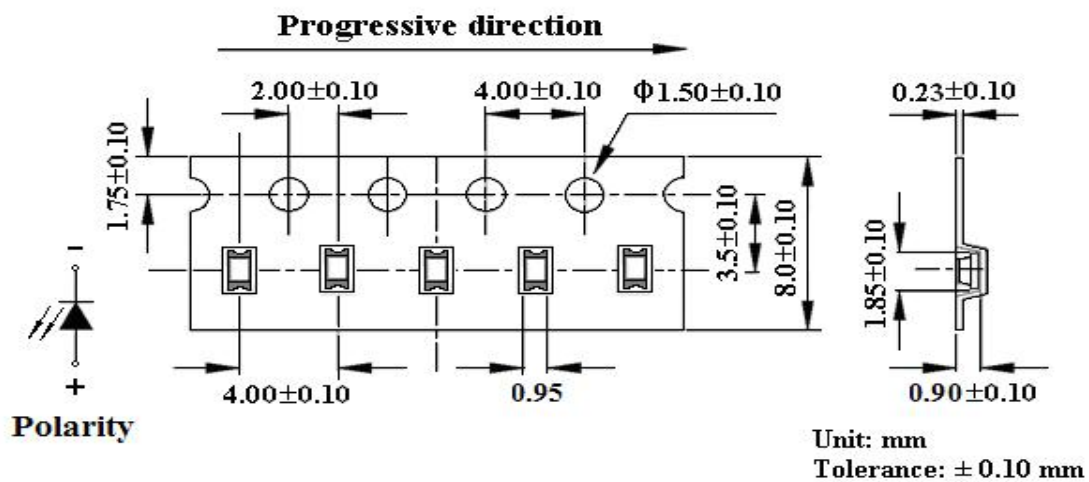 Progressive direction
2.00±0.10
4.00±0.10
ϕ1.50±0.10
0.23±0.10
1.75±0.10
3.5±0.10
8.0±0.10
1.85±0.10
-
+
Polarity
4.00±0.10
0.95
0.90±0.10
Unit: mm
Tolerance: ± 0.10 mm